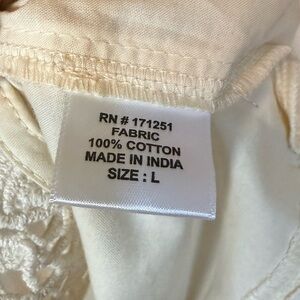 RN # 171251
FABRIC
100% COTTON
MADE IN INDIA
SIZE : L